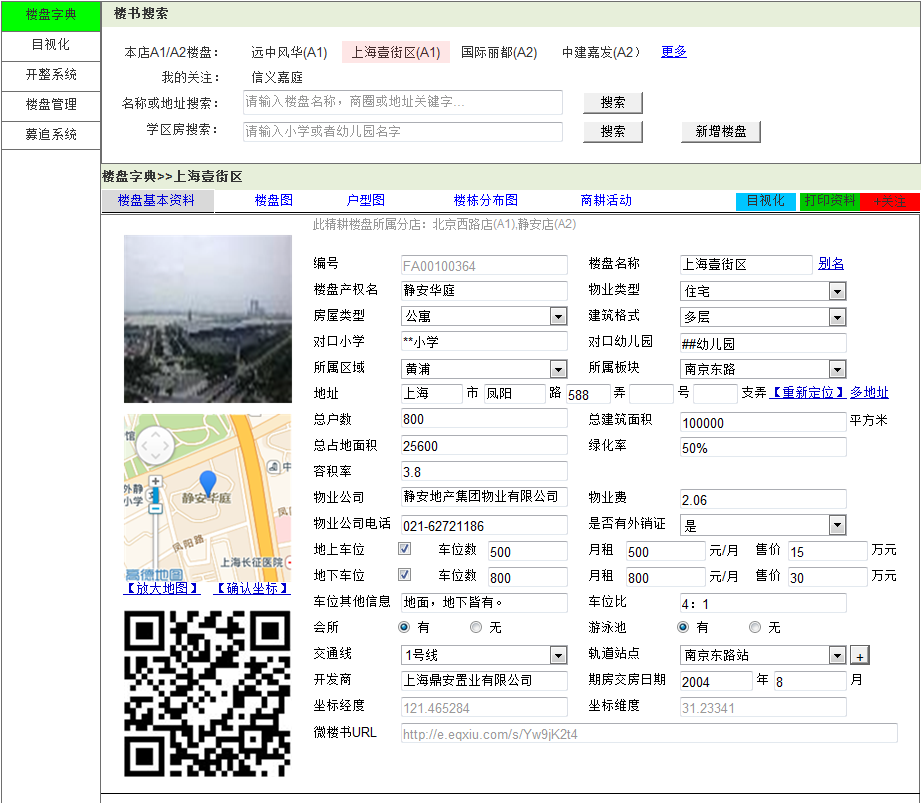 楼盘字典
目视化
开整系统
楼盘管理
募追系统
楼书搜索
本店A1/A2楼盘： 远中风华(A1) 上海壹街区(A1) 国际丽都(A2) 中建嘉发(A2） 更多
我的关注： 信义嘉庭
名称或地址搜索： 请输入楼盘名称，商圈或地址关键字... 搜索
学区房搜索： 请输入小学或者幼儿园名字 搜索 新增楼盘
楼盘字典>>上海壹街区
楼盘基本资料 楼盘图 户型图 楼栋分布图 商耕活动 目视化 打印资料 +关注
此精耕楼盘所属分店：北京西路店(A1),静安店(A2)
编号 FA00100364 楼盘名称 上海壹街区 别名
楼盘产权名 静安华庭 物业类型 住宅
房屋类型 公寓 建筑格式 多层
对口小学 **小学 对口幼儿园 ##幼儿园
所属区域 黄浦 所属板块 南京东路
地址 上海 市 凤阳 路 588 弄 号 支弄 【重新定位】 多地址
总户数 800 总建筑面积 100000 平方米
总占地面积 25600 绿化率 50%
容积率 3.8
物业公司 静安地产集团物业有限公司 物业费 2.06
物业公司电话 021-62721186 是否有外销证 是
地上车位 车位数 500 月租 500 元/月 售价 15 万元
地下车位 车位数 800 月租 800 元/月 售价 30 万元
车位其他信息 地面，地下皆有。 车位比 4：1
会所 有 无 游泳池 有 无
交通线 1号线 轨道站点 南京东路站 +
开发商 上海鼎安置业有限公司 期房交房日期 2004 年 8 月
坐标经度 121.465284 坐标维度 31.23341
微楼书URL http://e.eqxiu.com/s/Yw9jK2t4
馆
中
外静
小学
静安华庭
凤阳路
凤
上海长征医院
高德地图
【放大地图】 【确认坐标】